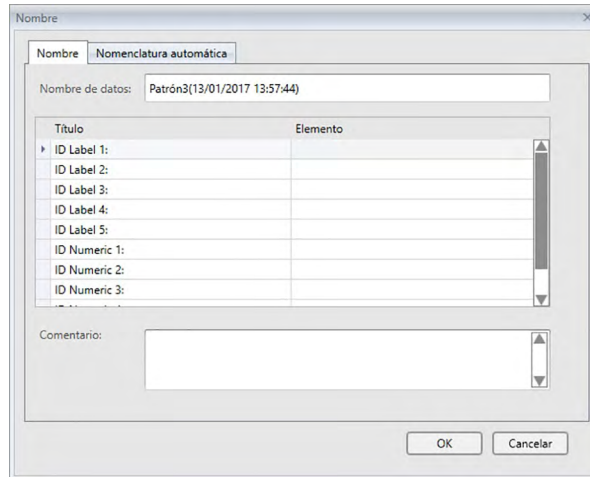 Nombre
Nombre Nomenclatura automática
Nombre de datos: Patrón3(13/01/2017 13:57:44)
Título Elemento
ID Label 1:
ID Label 2:
ID Label 3:
ID Label 4:
ID Label 5:
ID Numeric 1:
ID Numeric 2:
ID Numeric 3:
Comentario:
OK Cancelar